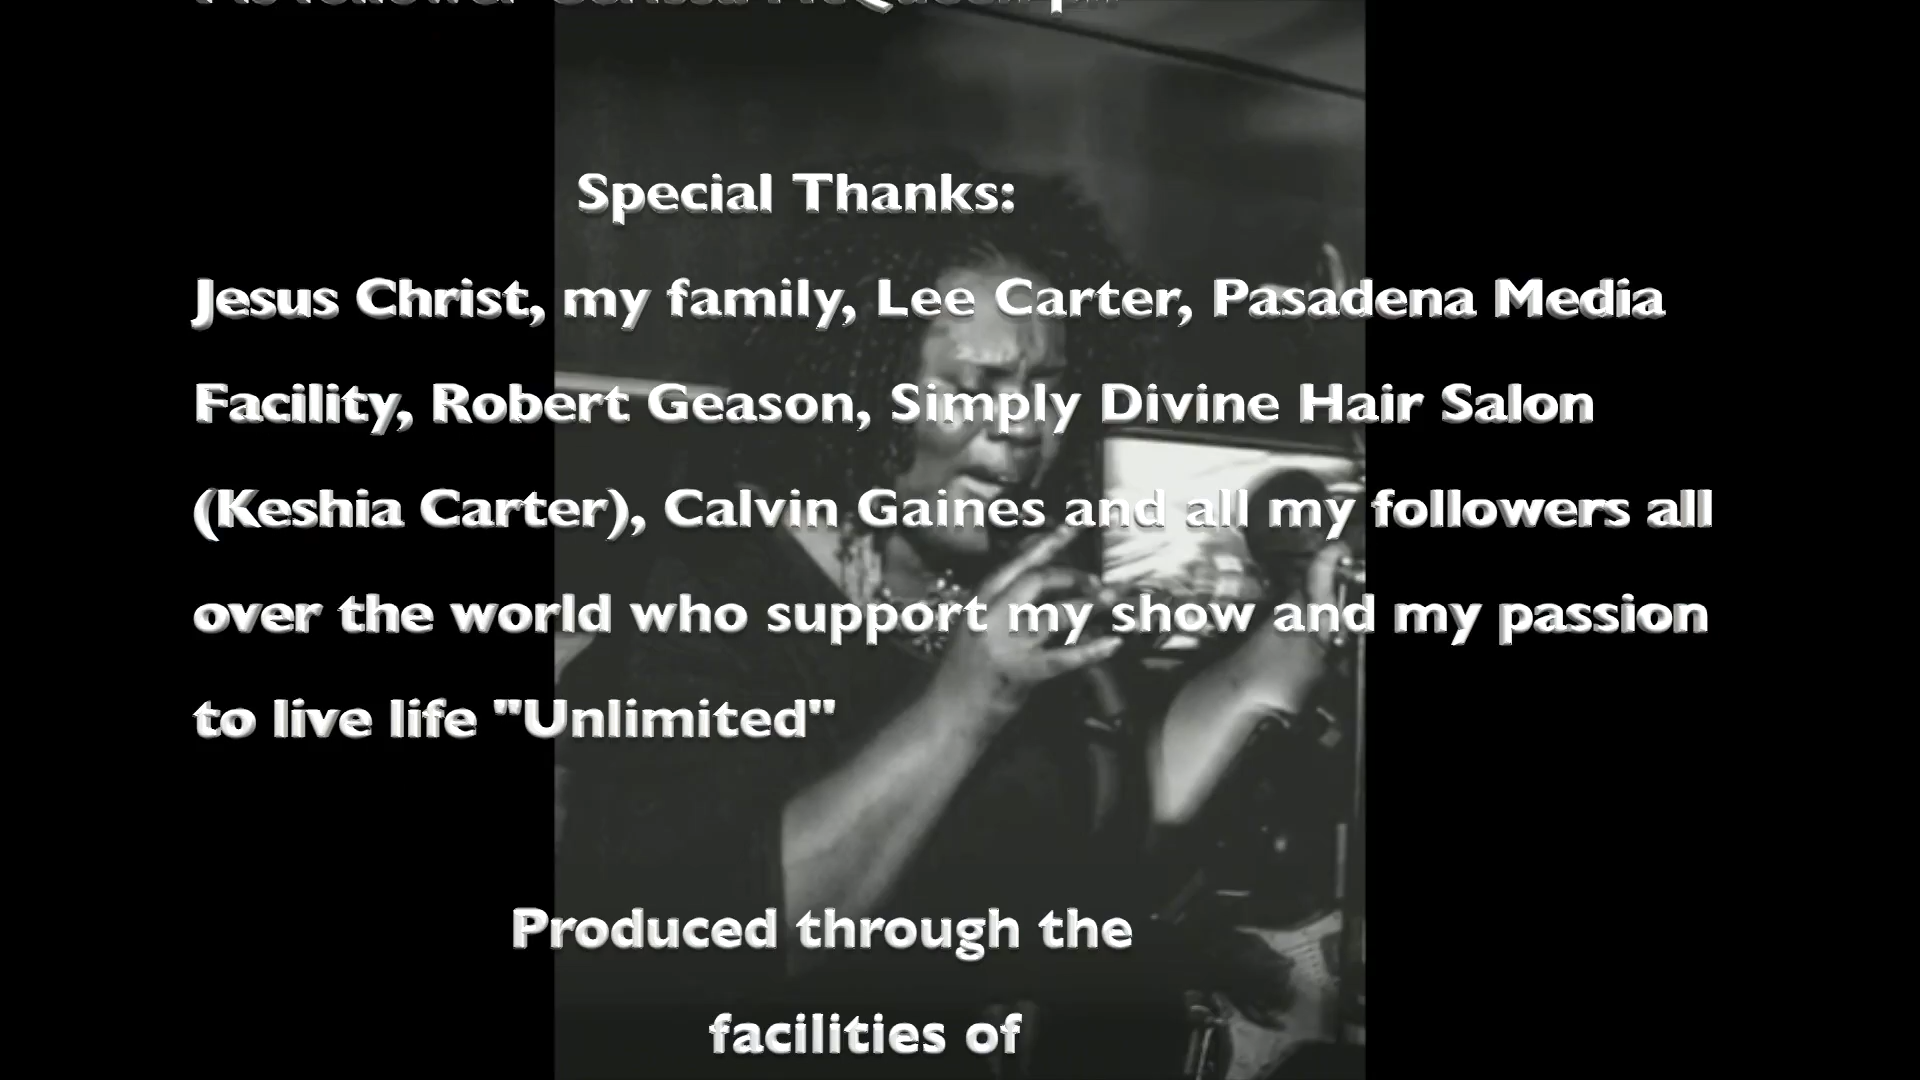 Special Thanks:
Jesus Christ, my family, Lee Carter, Pasadena Media
Facility, Robert Geason, Simply Divine Hair Salon
(Keshia Carter), Calvin Gaines and all my followers all
over the world who support my show and my passion
to live life "Unlimited"
Produced through the
facilities of